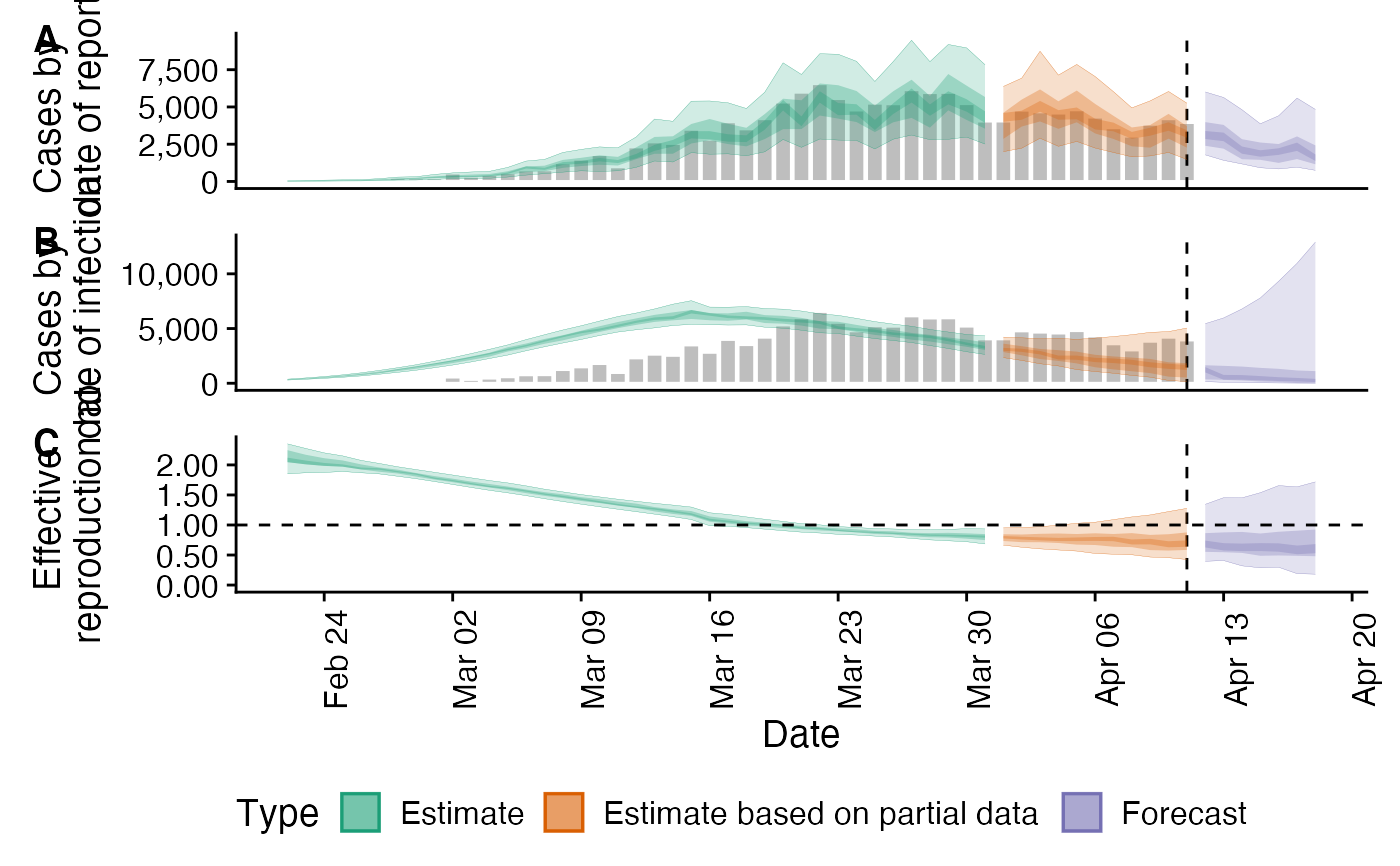 A
Cases by
date of report
7,500
5,000
2,500
0
B
Cases by
date of infection
10,000
5,000
0
C
Effective
reproduction no.
2.00
1.50
1.00
0.50
0.00
Feb 24
Mar 02
Mar 09
Mar 16
Mar 23
Mar 30
Apr 06
Apr 13
Apr 20
Date
Type
Estimate
Estimate based on partial data
Forecast